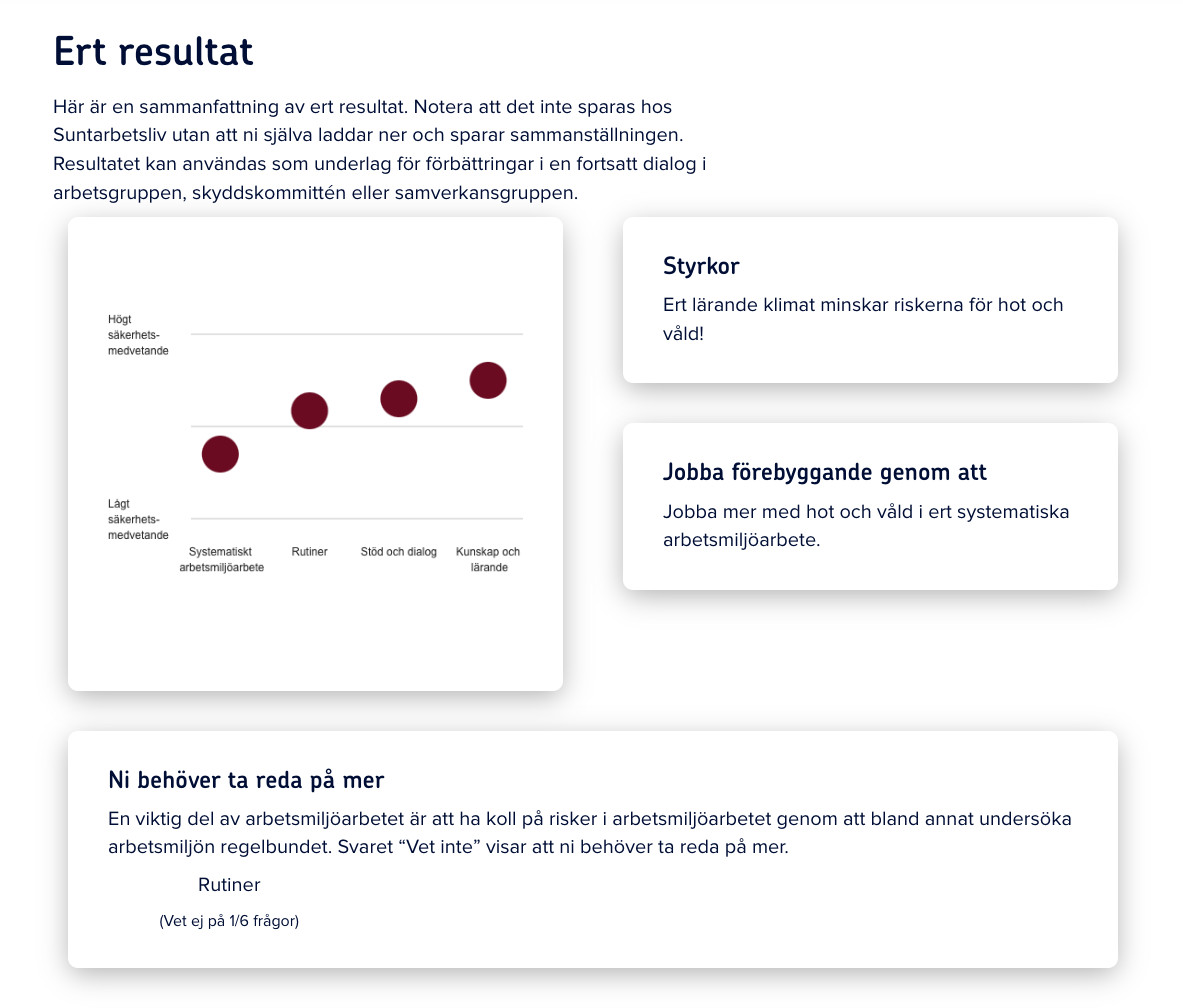 Ert resultat
Här är en sammanfattning av ert resultat. Notera att det inte sparas hos
Suntarbetsliv utan att ni själva laddar ner och sparar sammanställningen.
Resultatet kan användas som underlag för förbättringar i en fortsatt dialog i
arbetsgruppen, skyddskommittén eller samverkansgruppen.
Högt
säkerhets-
medvetande
Lågt
säkerhets-
medvetande
Systematiskt
arbetsmiljöarbete
Rutiner
Stöd och dialog
Kunskap och
lärande
Styrkor
Ert lärande klimat minskar riskerna för hot och
våld!
Jobba förebyggande genom att
Jobba mer med hot och våld i ert systematiska
arbetsmiljöarbete.
Ni behöver ta reda på mer
En viktig del av arbetsmiljöarbetet är att ha koll på risker i arbetsmiljöarbetet genom att bland annat undersöka
arbetsmiljön regelbundet. Svaret “Vet inte” visar att ni behöver ta reda på mer.
Rutiner
(Vet ej på 1/6 frågor)